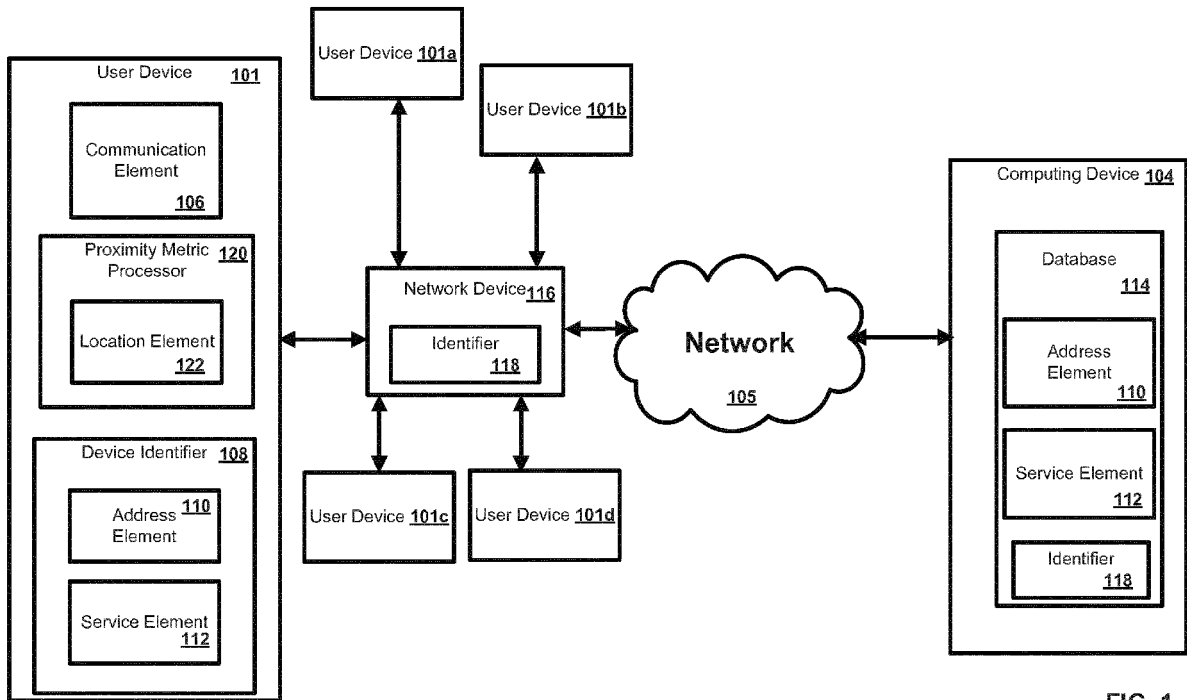 User Device 101
Communication
Element
106
Proximity Metric 120
Processor
Location Element
122
Device Identifier 108
110
Address
Element
Service Element
112
User Device 101a
User Device 101b
Network Device 116
Identifier
118
User Device 101c
User Device 101d
Network
105
Computing Device 104
Database
114
Address
Element
110
Service Element
112
Identifier
118
FIG. 1